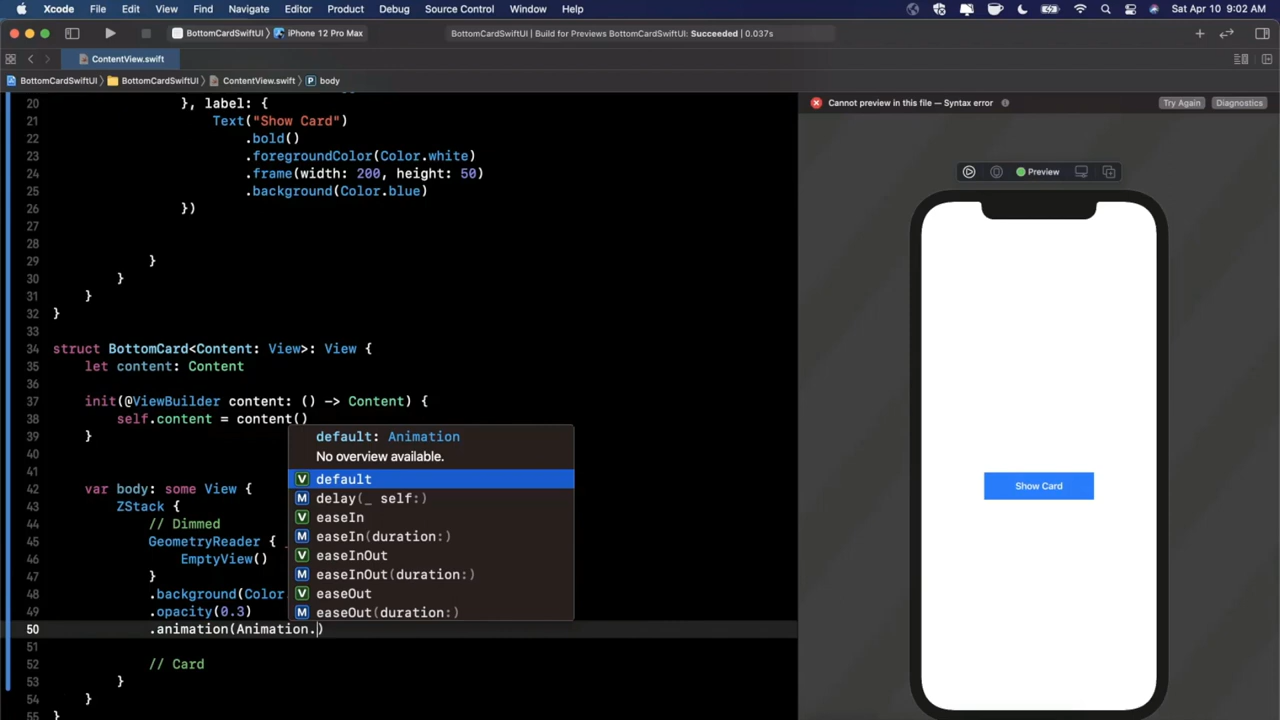 Xcode File Edit View Find Navigate Editor Product Debug Source Control Window Help Sat Apr 10 9:02 AM
BottomCardSwiftUI iPhone 12 Pro Max BottomCardSwiftUI | Build for Previews BottomCardSwiftUI: Succeeded | 0.037s
ContentView.swift
BottomCardSwiftUI BottomCardSwiftUI ContentView.swift P body
20 }, label: {
21 Text("Show Card")
22 .bold()
23 .foregroundColor(Color.white)
24 .frame(width: 200, height: 50)
25 .background(Color.blue)
26 })
27
28
29 }
30 }
31 }
32 }
33
34 struct BottomCard<Content: View>: View {
35 let content: Content
36
37 init(@ViewBuilder content: () -> Content) {
38 self.content = content()
39 }
40
41
42 var body: some View {
43 ZStack {
44 // Dimmed
45 GeometryReader { _
46 EmptyView()
47 }
48 .background(Color.
49 .opacity(0.3)
50 .animation(Animation.)
51
52 // Card
53 }
54 }
55 }
default: Animation
No overview available.
V default
M delay(_ self:)
V easeIn
M easeIn(duration:)
V easeInOut
M easeInOut(duration:)
V easeOut
M easeOut(duration:)
Cannot preview in this file — Syntax error Try Again Diagnostics
Preview
Show Card